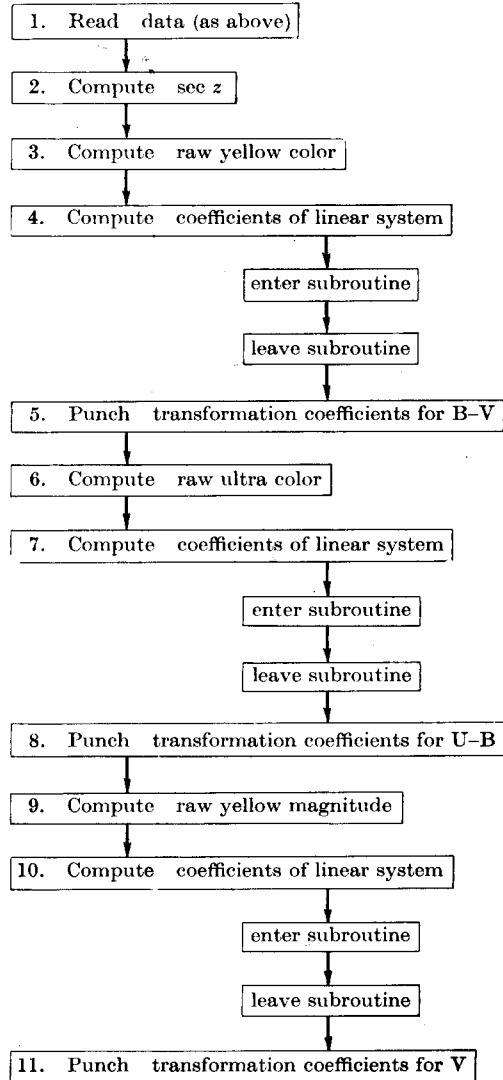 1. Read data (as above)
2. Compute sec z
3. Compute raw yellow color
4. Compute coefficients of linear system
enter subroutine
leave subroutine
5. Punch transformation coefficients for B–V
6. Compute raw ultra color
7. Compute coefficients of linear system
enter subroutine
leave subroutine
8. Punch transformation coefficients for U–B
9. Compute raw yellow magnitude
10. Compute coefficients of linear system
enter subroutine
leave subroutine
11. Punch transformation coefficients for V